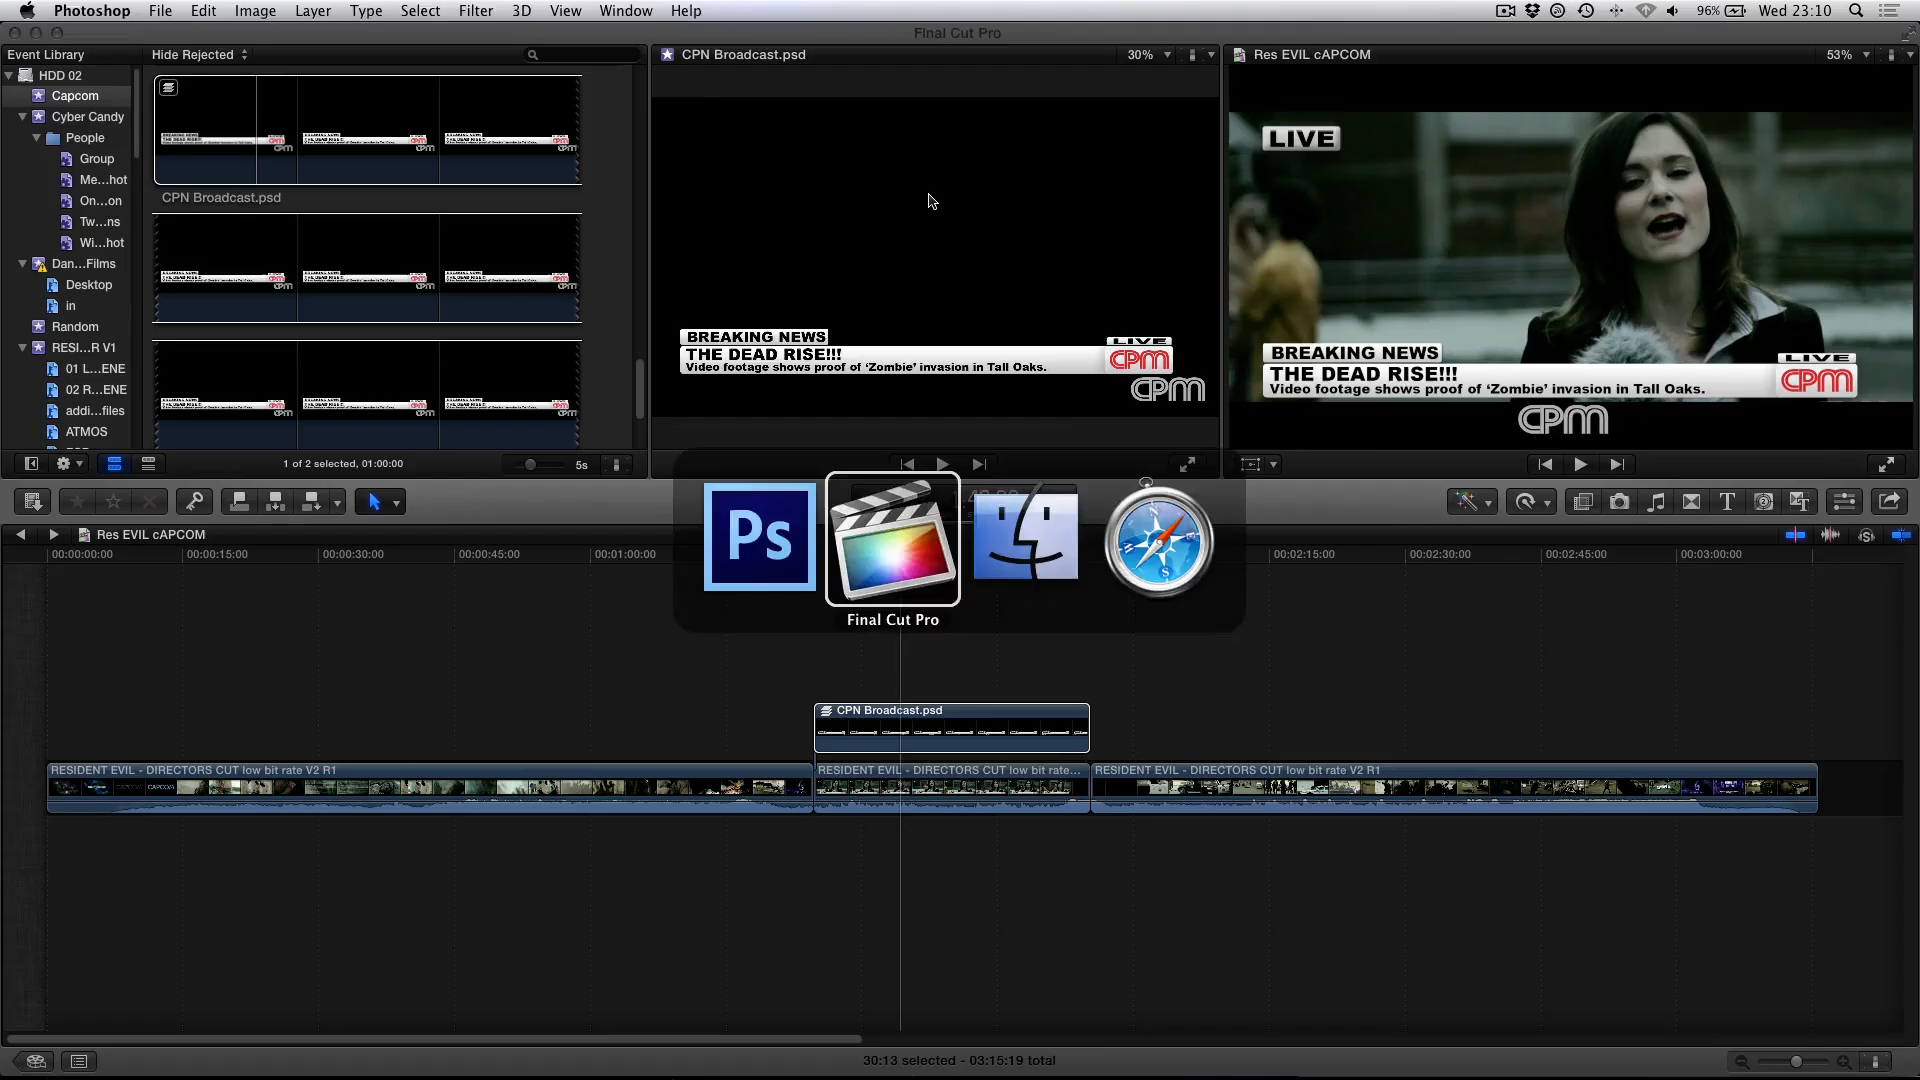 Photoshop File Edit Image Layer Type Select Filter 3D View Window Help 96% Wed 23:10
Final Cut Pro
Event Library
Hide Rejected
CPN Broadcast.psd
30%
Res EVIL cAPCOM
53%
HDD 02
Capcom
Cyber Candy
People
Group
Me...hot
On...on
Tw...ns
Wi...hot
Dan...Films
Desktop
in
Random
RESI...R V1
01 L...ENE
02 R...ENE
addi...files
ATMOS
CPN Broadcast.psd
BREAKING NEWS
THE DEAD RISE!!!
Video footage shows proof of ‘Zombie’ invasion in Tall Oaks.
LIVE
CPM
CPM
LIVE
BREAKING NEWS
THE DEAD RISE!!!
Video footage shows proof of ‘Zombie’ invasion in Tall Oaks.
LIVE
CPM
CPM
1 of 2 selected, 01:00:00
5s
Ps
Final Cut Pro
Res EVIL cAPCOM
00:00:00:00 00:00:15:00 00:00:30:00 00:00:45:00 00:01:00:00 00:02:15:00 00:02:30:00 00:02:45:00 00:03:00:00
CPN Broadcast.psd
RESIDENT EVIL - DIRECTORS CUT low bit rate V2 R1
RESIDENT EVIL - DIRECTORS CUT low bit rate...
RESIDENT EVIL - DIRECTORS CUT low bit rate V2 R1
30:13 selected - 03:15:19 total